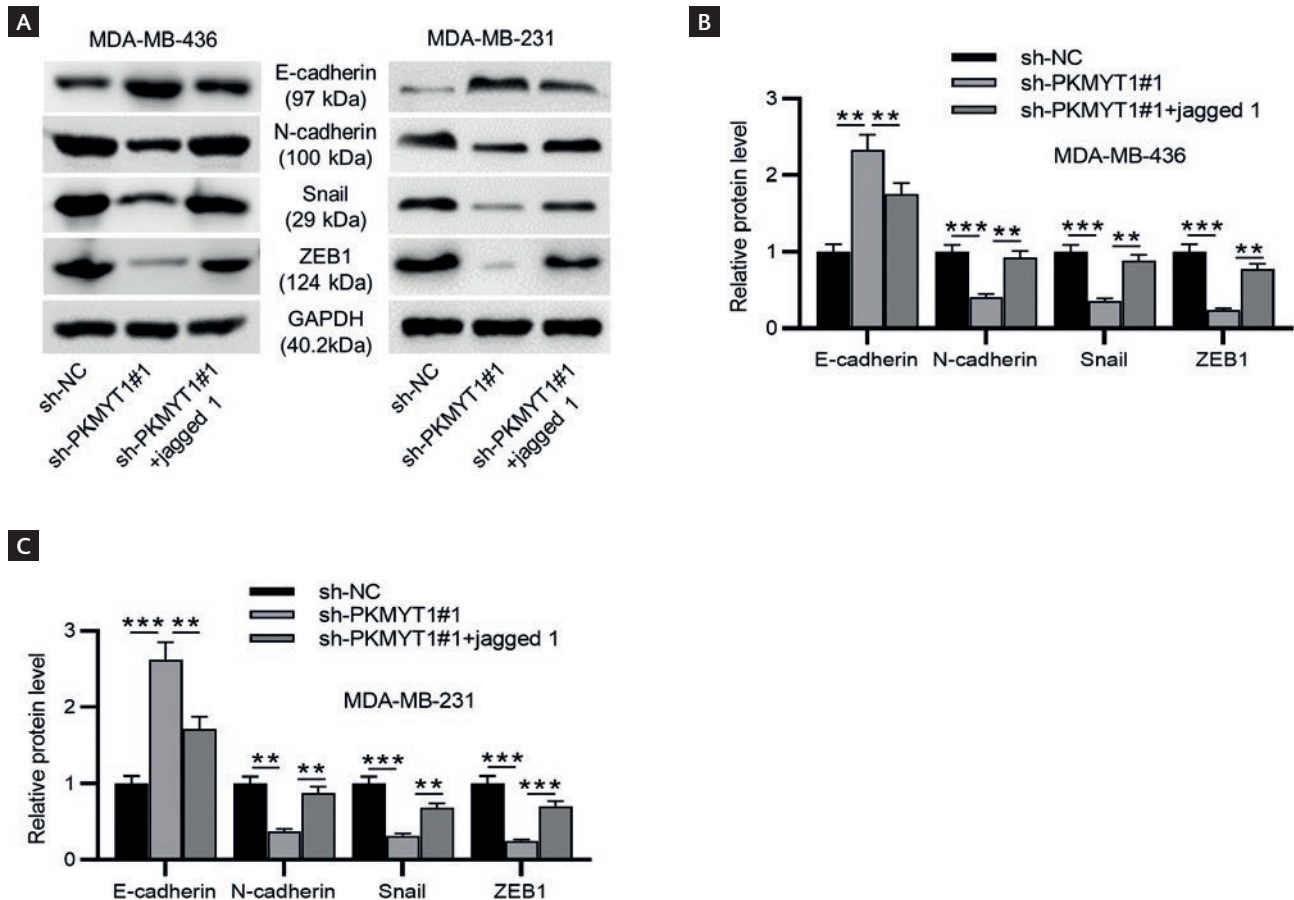 A
MDA-MB-436
MDA-MB-231
E-cadherin
(97 kDa)
N-cadherin
(100 kDa)
Snail
(29 kDa)
ZEB1
(124 kDa)
GAPDH
(40.2kDa)
sh-NC
sh-PKMYT1#1
sh-PKMYT1#1
+jagged 1
sh-NC
sh-PKMYT1#1
sh-PKMYT1#1
+jagged 1
B
sh-NC
sh-PKMYT1#1
sh-PKMYT1#1+jagged 1
MDA-MB-436
Relative protein level
3
2
1
0
** **
*** **
*** **
*** **
E-cadherin N-cadherin Snail ZEB1
C
sh-NC
sh-PKMYT1#1
sh-PKMYT1#1+jagged 1
MDA-MB-231
Relative protein level
3
2
1
0
*** **
** **
*** **
*** ***
E-cadherin N-cadherin Snail ZEB1